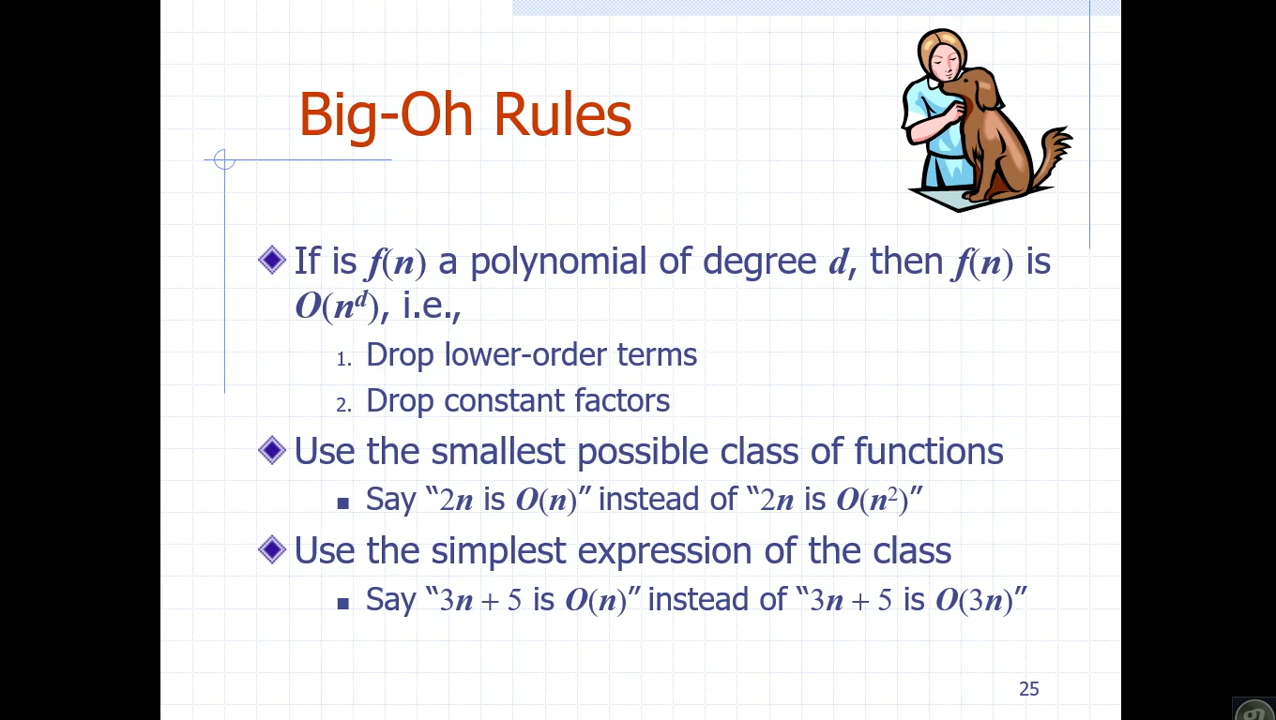 Big-Oh Rules
If is f(n) a polynomial of degree d, then f(n) is
O(nᵈ), i.e.,
1. Drop lower-order terms
2. Drop constant factors
Use the smallest possible class of functions
Say “2n is O(n)” instead of “2n is O(n²)”
Use the simplest expression of the class
Say “3n + 5 is O(n)” instead of “3n + 5 is O(3n)”
25